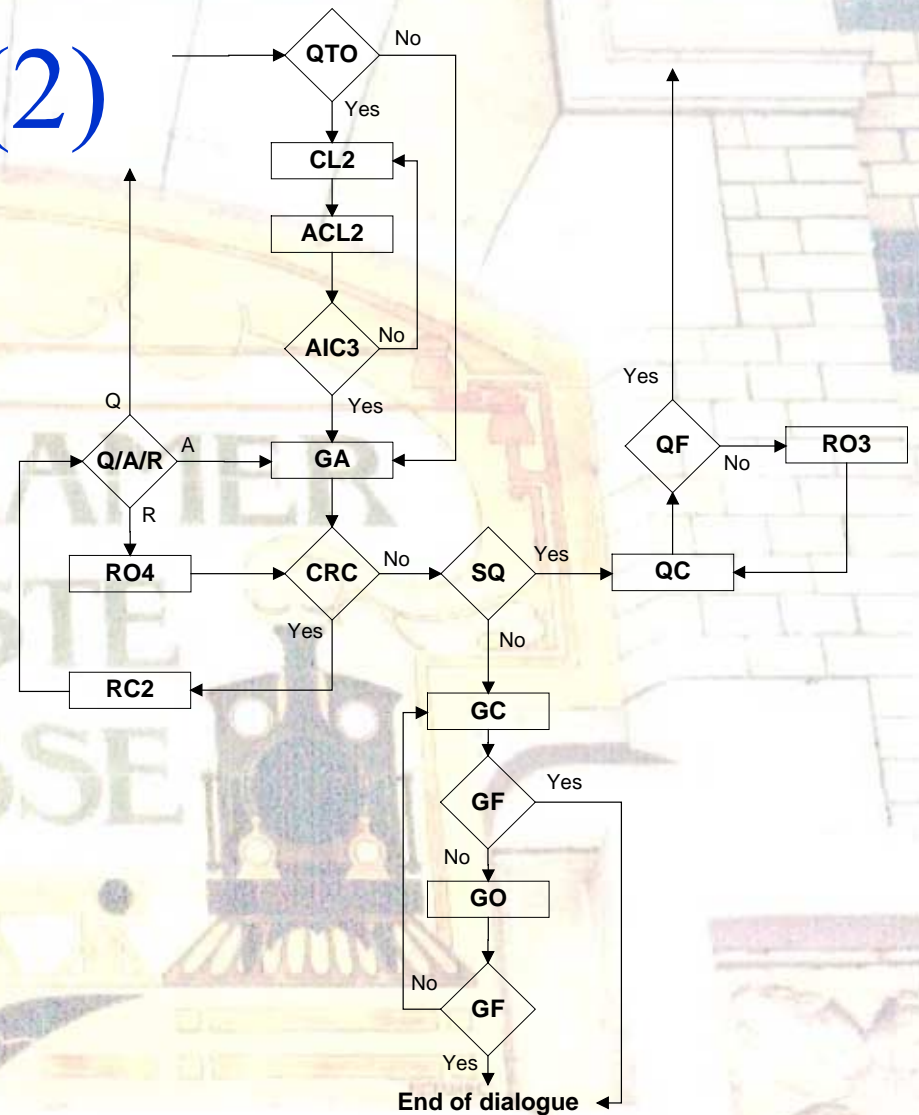 (2)
QTO
No
Yes
CL2
ACL2
AIC3
No
Yes
Yes
Q
Q/A/R
A
GA
QF
No
RO3
R
RO4
CRC
No
SQ
Yes
QC
Yes
No
RC2
GC
GF
Yes
No
GO
No
GF
Yes
End of dialogue